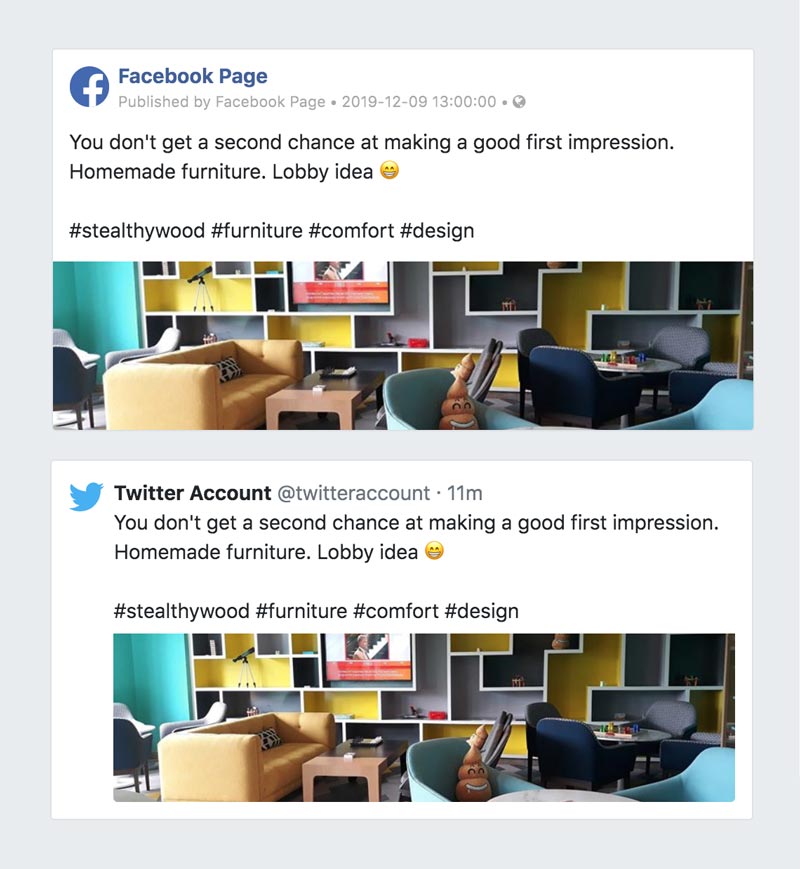 Facebook Page
Published by Facebook Page • 2019-12-09 13:00:00 •
You don't get a second chance at making a good first impression.
Homemade furniture. Lobby idea 😁
#stealthywood #furniture #comfort #design
Twitter Account @twitteraccount · 11m
You don't get a second chance at making a good first impression.
Homemade furniture. Lobby idea 😁
#stealthywood #furniture #comfort #design